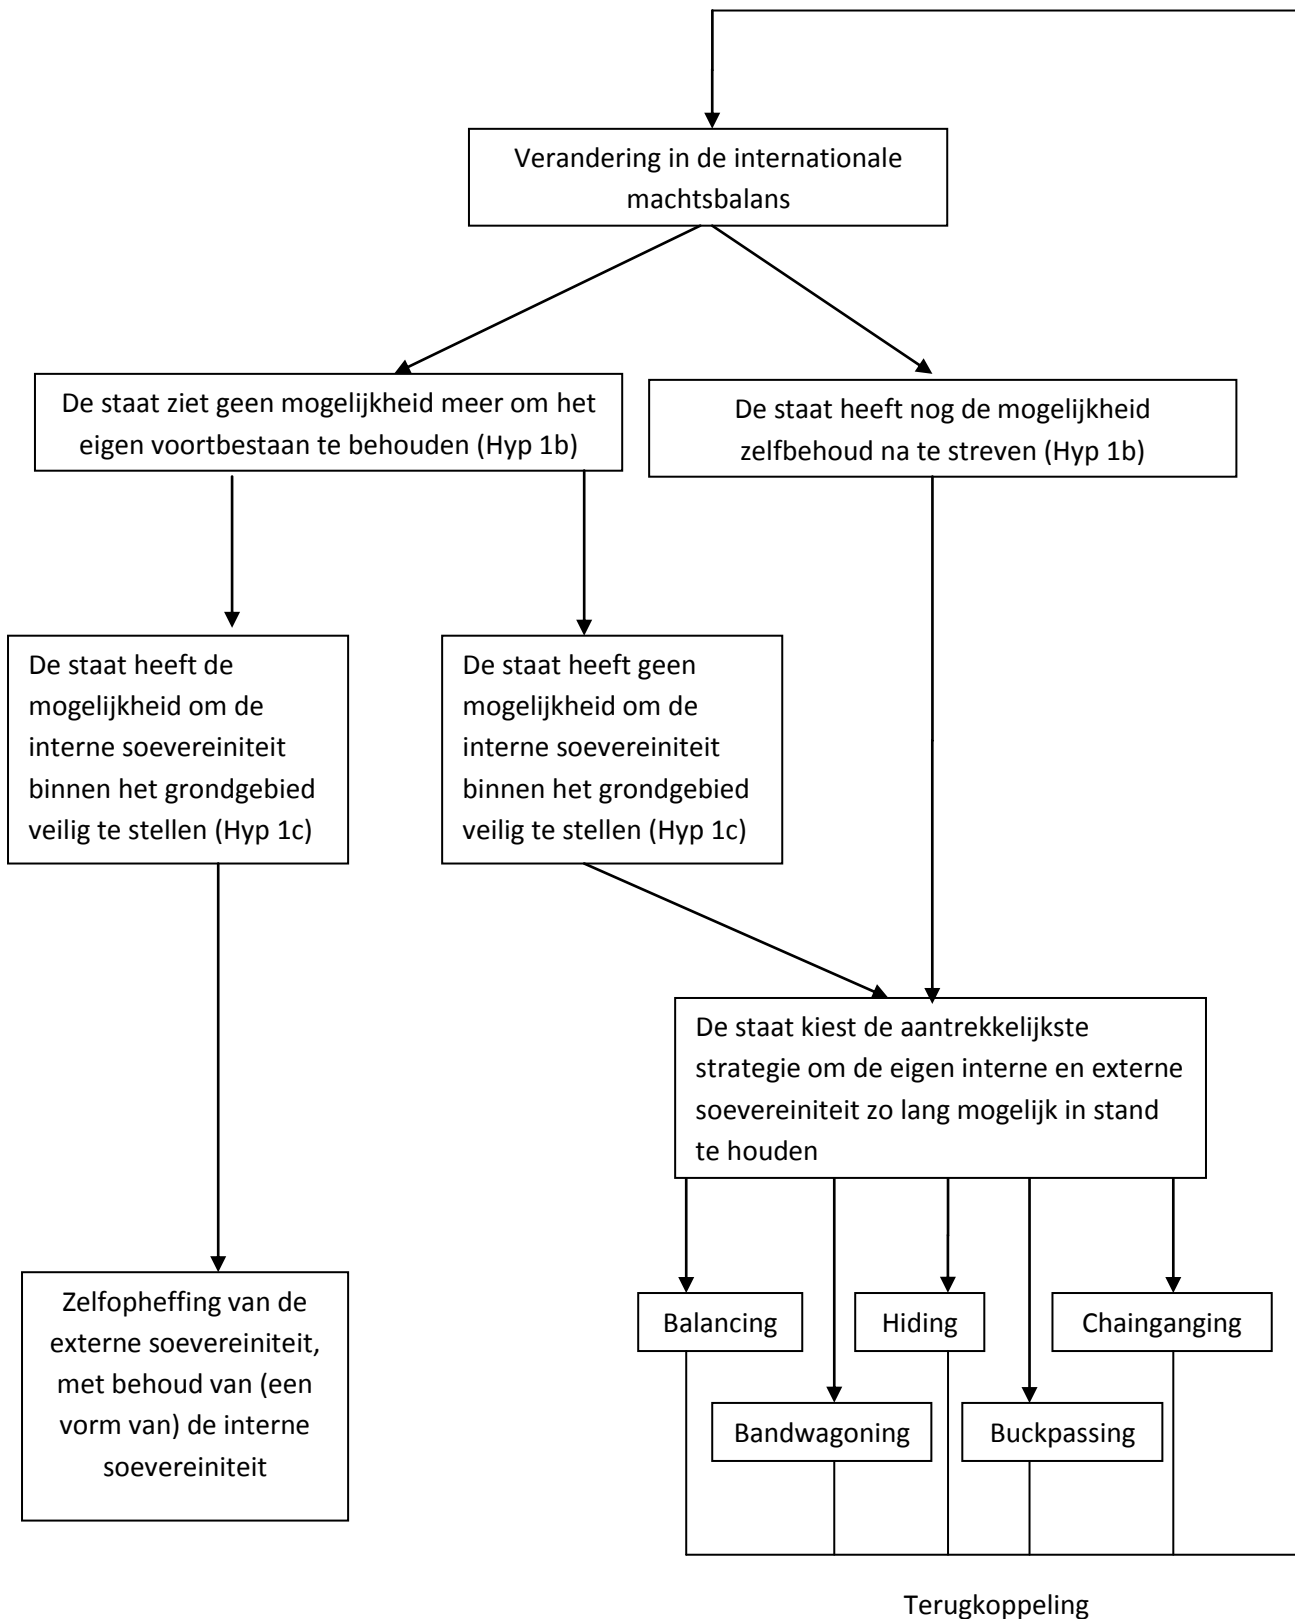 Verandering in de internationale
machtsbalans
De staat ziet geen mogelijkheid meer om het
eigen voortbestaan te behouden (Hyp 1b)
De staat heeft nog de mogelijkheid
zelfbehoud na te streven (Hyp 1b)
De staat heeft de
mogelijkheid om de
interne soevereiniteit
binnen het grondgebied
veilig te stellen (Hyp 1c)
De staat heeft geen
mogelijkheid om de
interne soevereiniteit
binnen het grondgebied
veilig te stellen (Hyp 1c)
De staat kiest de aantrekkelijkste
strategie om de eigen interne en externe
soevereiniteit zo lang mogelijk in stand
te houden
Zelfopheffing van de
externe soevereiniteit,
met behoud van (een
vorm van) de interne
soevereiniteit
Balancing
Hiding
Chainganging
Bandwagoning
Buckpassing
Terugkoppeling